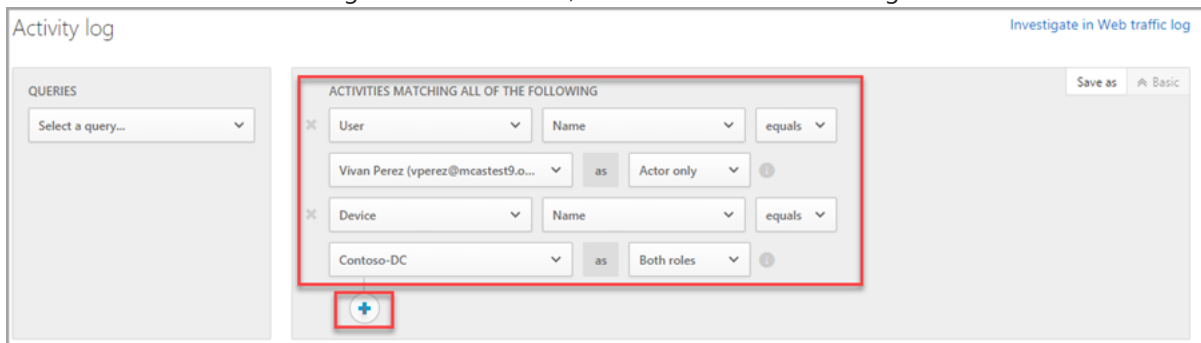 Activity log
Investigate in Web traffic log
QUERIES
Select a query...
ACTIVITIES MATCHING ALL OF THE FOLLOWING
Save as
Basic
User Name equals
Vivan Perez (vperez@mcastest9.o... as Actor only
Device Name equals
Contoso-DC as Both roles